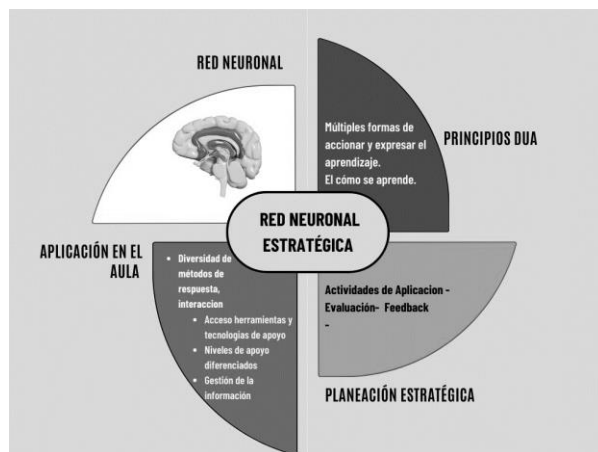 RED NEURONAL
Múltiples formas de
accionar y expresar el
aprendizaje.
El cómo se aprende.
PRINCIPIOS DUA
RED NEURONAL
ESTRATÉGICA
APLICACIÓN EN EL
AULA
• Diversidad de
métodos de
respuesta,
interaccion
• Acceso herramientas y
tecnologías de apoyo
• Niveles de apoyo
diferenciados
• Gestión de la
información
Actividades de Aplicacion -
Evaluación- Feedback
-
PLANEACIÓN ESTRATÉGICA